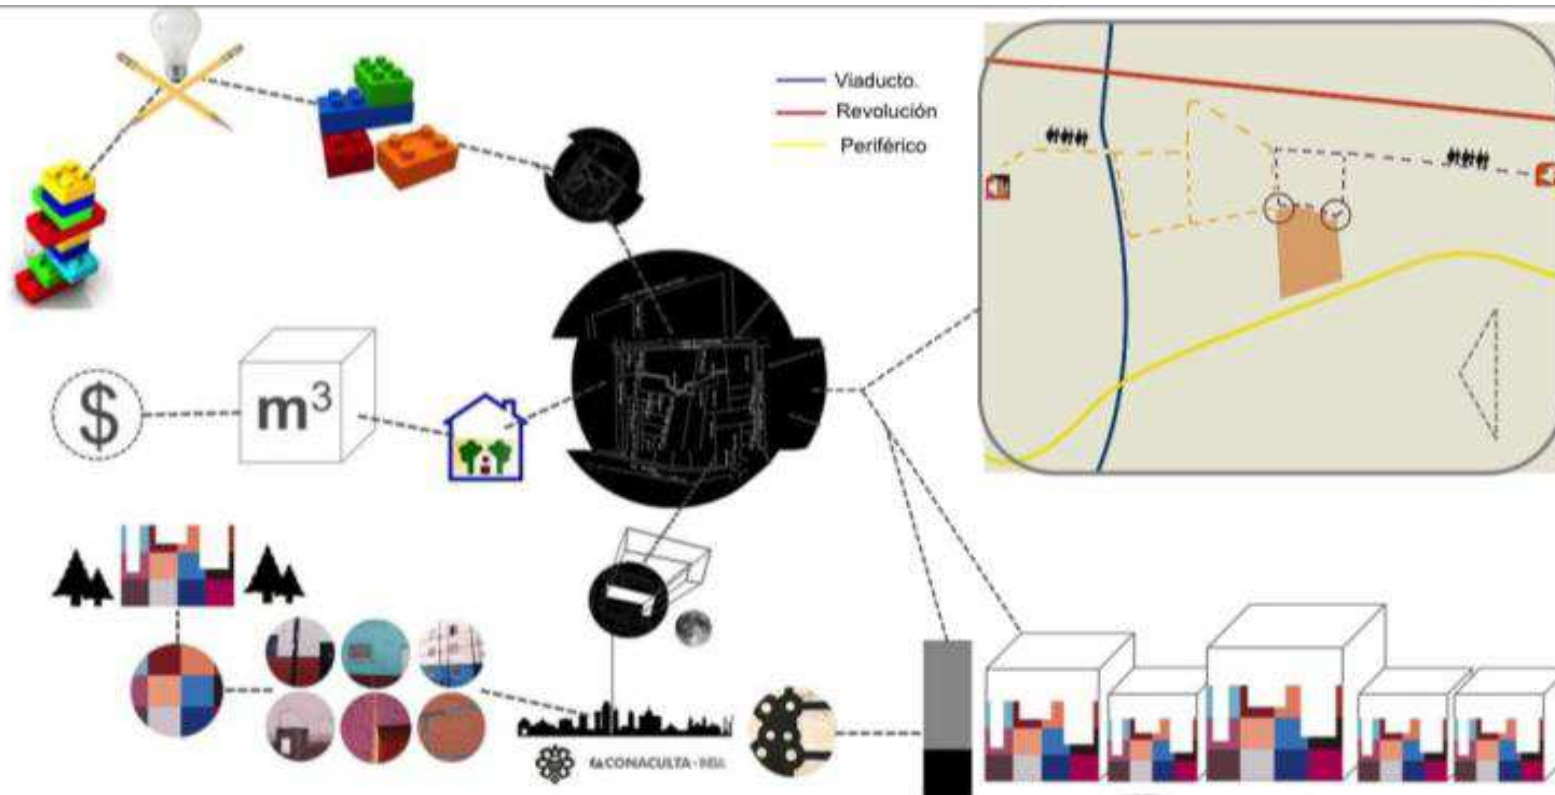 Viaducto.
Revolución
Periférico
$
m³
CONACULTA - INBA